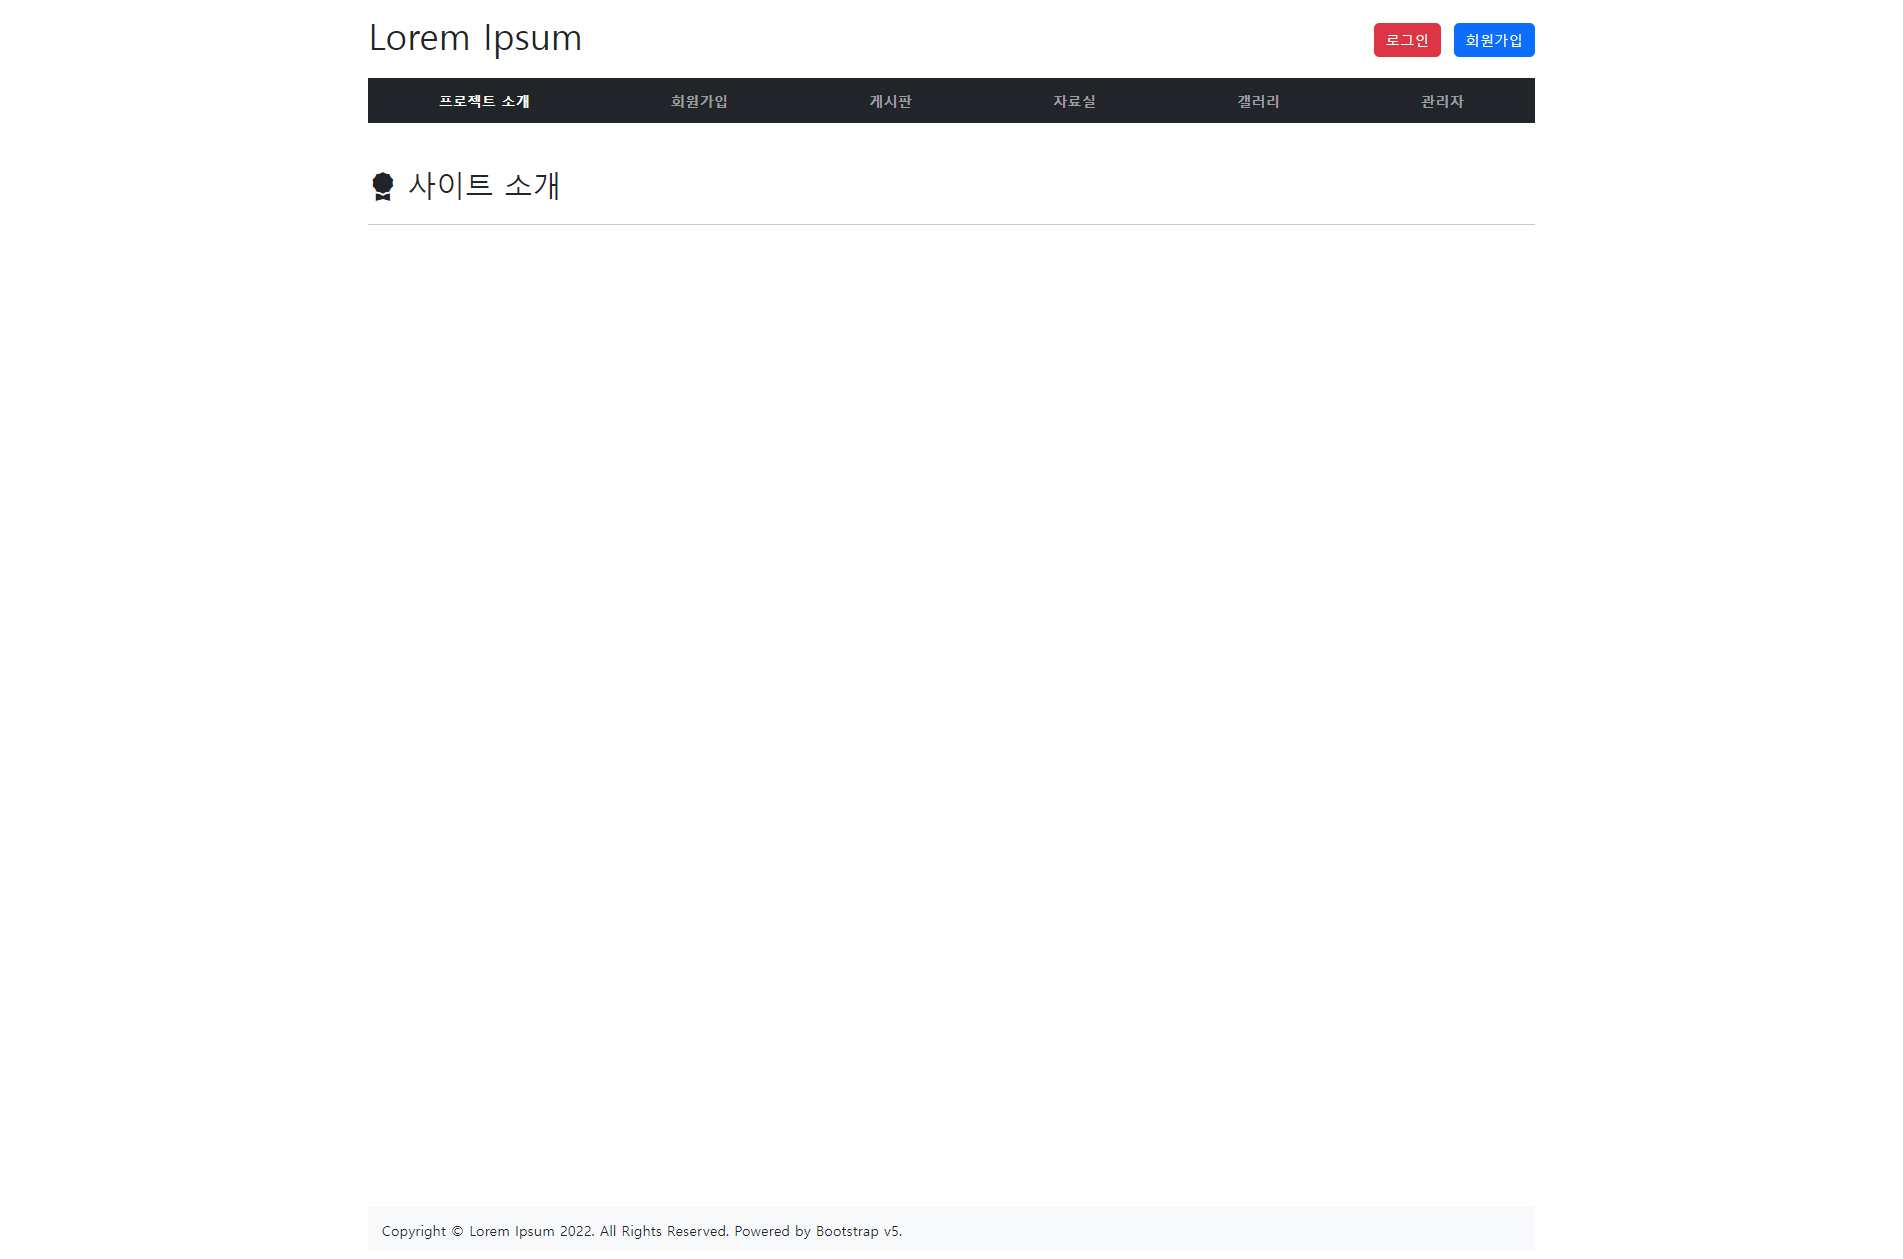 Lorem Ipsum
로그인 회원가입
프로젝트 소개 회원가입 게시판 자료실 갤러리 관리자
사이트 소개
Copyright © Lorem Ipsum 2022. All Rights Reserved. Powered by Bootstrap v5.